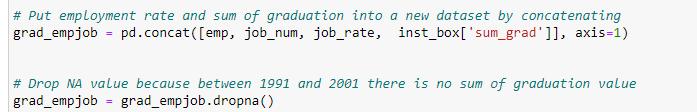 # Put employment rate and sum of graduation into a new dataset by concatenating
grad_empjob = pd.concat([emp, job_num, job_rate,  inst_box['sum_grad']], axis=1)
# Drop NA value because between 1991 and 2001 there is no sum of graduation value
grad_empjob = grad_empjob.dropna()